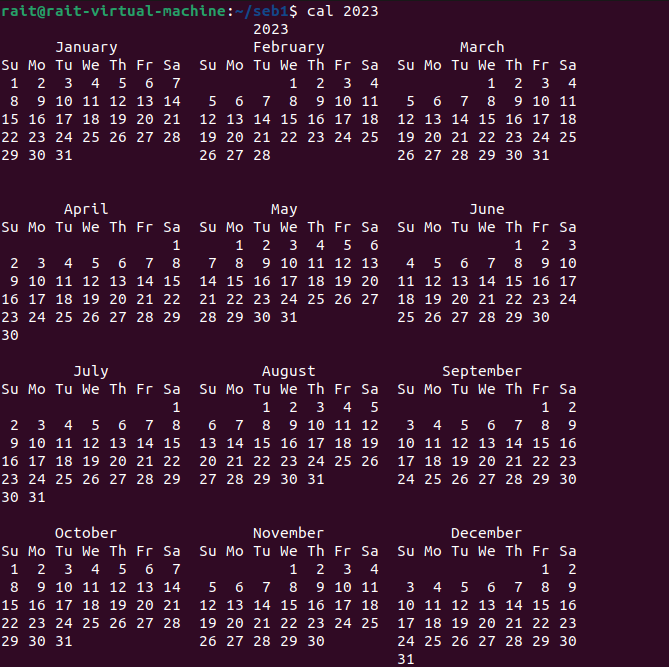 rait@rait-virtual-machine:~/seb1$ cal 2023
                            2023
      January               February               March
Su Mo Tu We Th Fr Sa  Su Mo Tu We Th Fr Sa  Su Mo Tu We Th Fr Sa
 1  2  3  4  5  6  7            1  2  3  4            1  2  3  4
 8  9 10 11 12 13 14   5  6  7  8  9 10 11   5  6  7  8  9 10 11
15 16 17 18 19 20 21  12 13 14 15 16 17 18  12 13 14 15 16 17 18
22 23 24 25 26 27 28  19 20 21 22 23 24 25  19 20 21 22 23 24 25
29 30 31              26 27 28              26 27 28 29 30 31

       April                  May                   June
Su Mo Tu We Th Fr Sa  Su Mo Tu We Th Fr Sa  Su Mo Tu We Th Fr Sa
                   1      1  2  3  4  5  6               1  2  3
 2  3  4  5  6  7  8   7  8  9 10 11 12 13   4  5  6  7  8  9 10
 9 10 11 12 13 14 15  14 15 16 17 18 19 20  11 12 13 14 15 16 17
16 17 18 19 20 21 22  21 22 23 24 25 26 27  18 19 20 21 22 23 24
23 24 25 26 27 28 29  28 29 30 31           25 26 27 28 29 30
30

        July                 August              September
Su Mo Tu We Th Fr Sa  Su Mo Tu We Th Fr Sa  Su Mo Tu We Th Fr Sa
                   1         1  2  3  4  5                  1  2
 2  3  4  5  6  7  8   6  7  8  9 10 11 12   3  4  5  6  7  8  9
 9 10 11 12 13 14 15  13 14 15 16 17 18 19  10 11 12 13 14 15 16
16 17 18 19 20 21 22  20 21 22 23 24 25 26  17 18 19 20 21 22 23
23 24 25 26 27 28 29  27 28 29 30 31        24 25 26 27 28 29 30
30 31

      October               November              December
Su Mo Tu We Th Fr Sa  Su Mo Tu We Th Fr Sa  Su Mo Tu We Th Fr Sa
 1  2  3  4  5  6  7            1  2  3  4                  1  2
 8  9 10 11 12 13 14   5  6  7  8  9 10 11   3  4  5  6  7  8  9
15 16 17 18 19 20 21  12 13 14 15 16 17 18  10 11 12 13 14 15 16
22 23 24 25 26 27 28  19 20 21 22 23 24 25  17 18 19 20 21 22 23
29 30 31              26 27 28 29 30        24 25 26 27 28 29 30
                                            31